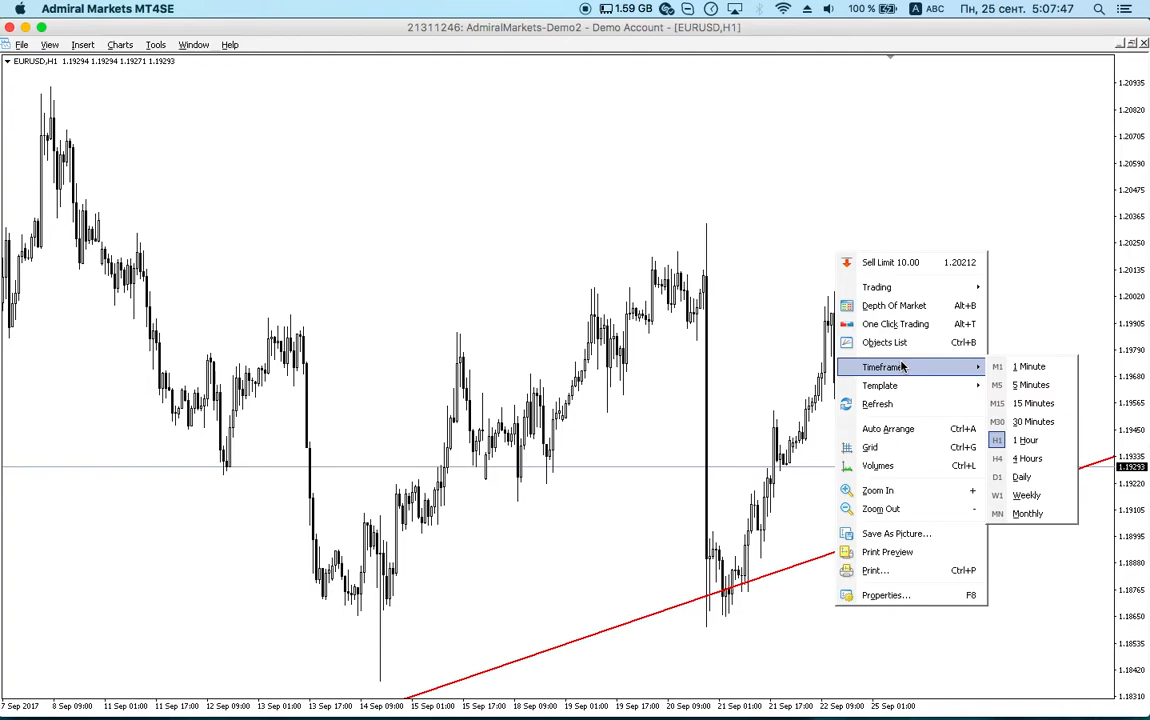 Admiral Markets MT4SE
1.59 GB
100 %
A ABC
Пн, 25 сент. 5:07:47
21311246: AdmiralMarkets-Demo2 - Demo Account - [EURUSD,H1]
File View Insert Charts Tools Window Help
EURUSD,H1 1.19294 1.19294 1.19271 1.19293
1.20935
1.20820
1.20705
1.20590
1.20475
1.20365
1.20250
1.20135
1.20020
1.19905
1.19790
1.19680
1.19565
1.19450
1.19335
1.19293
1.19220
1.19105
1.18995
1.18880
1.18765
1.18650
1.18535
1.18420
1.18310
Sell Limit 10.00 1.20212
Trading
Depth Of Market Alt+B
One Click Trading Alt+T
Objects List Ctrl+B
Timeframe
Template
Refresh
Auto Arrange Ctrl+A
Grid Ctrl+G
Volumes Ctrl+L
Zoom In +
Zoom Out -
Save As Picture...
Print Preview
Print... Ctrl+P
Properties... F8
M1 1 Minute
M5 5 Minutes
M15 15 Minutes
M30 30 Minutes
H1 1 Hour
H4 4 Hours
D1 Daily
W1 Weekly
MN Monthly
7 Sep 2017 8 Sep 09:00 11 Sep 01:00 11 Sep 17:00 12 Sep 09:00 13 Sep 01:00 13 Sep 17:00 14 Sep 09:00 15 Sep 01:00 15 Sep 17:00 18 Sep 09:00 19 Sep 01:00 19 Sep 17:00 20 Sep 09:00 21 Sep 01:00 21 Sep 17:00 22 Sep 09:00 25 Sep 01:00